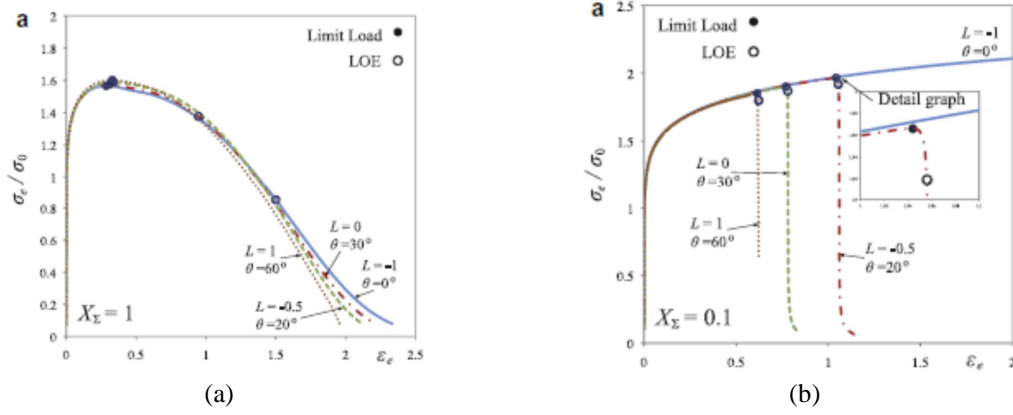 a
2
1.8
1.6
1.4
1.2
1
0.8
0.6
0.4
0.2
0
σe / σ0
Limit Load
LOE
L = 0
θ=30°
L = 1
θ=60°
L = -1
θ=0°
L = -0.5
θ=20°
XΣ = 1
0
0.5
1
1.5
2
2.5
εe
(a)
a
2.5
2
1.5
1
0.5
0
σe / σ0
Limit Load
LOE
L = -1
θ=0°
Detail graph
L = 0
θ=30°
L = 1
θ=60°
L = -0.5
θ=20°
XΣ = 0.1
0
0.5
1
1.5
2
εe
(b)